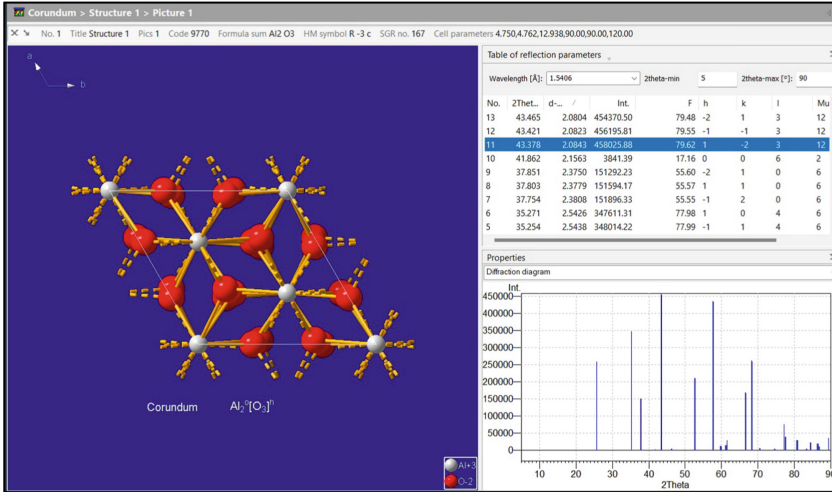 Corundum > Structure 1 > Picture 1
No. 1 Title Structure 1 Pics 1 Code 9770 Formula sum Al2 O3 HM symbol R -3 c SGR no. 167 Cell parameters 4.750,4.762,12.938,90.00,90.00,120.00
a
b
Corundum Al₂ᵒ[O₃]ʰ
Al+3
O-2
Table of reflection parameters
Wavelength [Å]: 1.5406 2theta-min 5 2theta-max [º]: 90
No. 2Thet... d-... Int. F h k l Mu
13 43.465 2.0804 454370.50 79.48 -2 1 3 12
12 43.421 2.0823 456195.81 79.55 -1 -1 3 12
11 43.378 2.0843 458025.88 79.62 1 -2 3 12
10 41.862 2.1563 3841.39 17.16 0 0 6 2
9 37.851 2.3750 151292.23 55.60 -2 1 0 6
8 37.803 2.3779 151594.17 55.57 1 1 0 6
7 37.754 2.3808 151896.33 55.55 -1 2 0 6
6 35.271 2.5426 347611.31 77.98 1 0 4 6
5 35.254 2.5438 348014.22 77.99 -1 1 4 6
Properties
Diffraction diagram
Int.
450000
400000
350000
300000
250000
200000
150000
100000
50000
0
10 20 30 40 50 60 70 80 90
2Theta